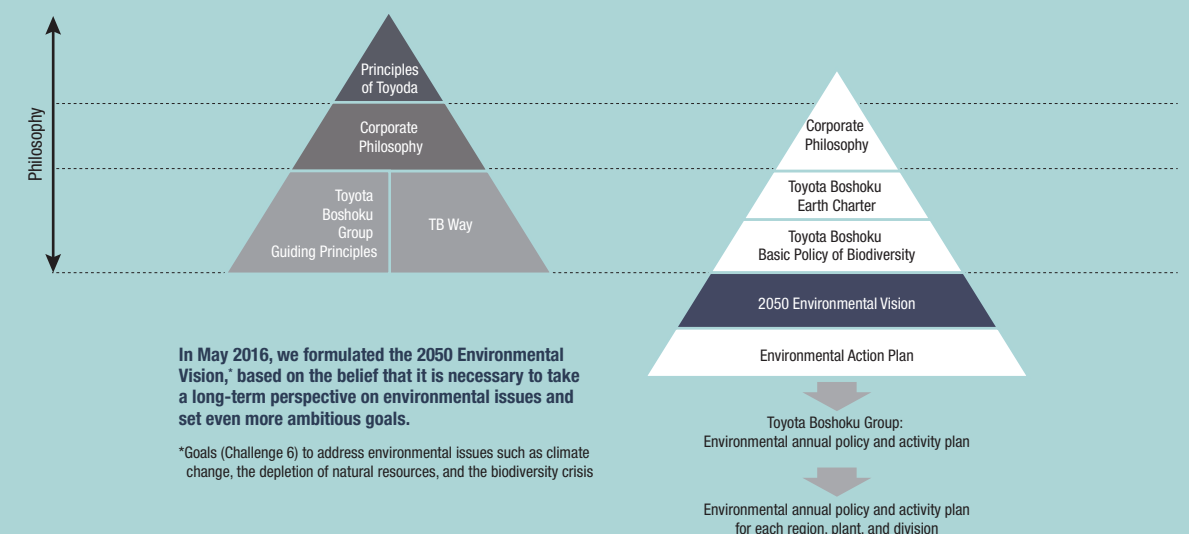 Philosophy
Principles
of Toyoda
Corporate
Philosophy
Toyota
Boshoku
Group
Guiding Principles
TB Way
In May 2016, we formulated the 2050 Environmental
Vision,* based on the belief that it is necessary to take
a long-term perspective on environmental issues and
set even more ambitious goals.
*Goals (Challenge 6) to address environmental issues such as climate
change, the depletion of natural resources, and the biodiversity crisis
Corporate
Philosophy
Toyota Boshoku
Earth Charter
Toyota Boshoku
Basic Policy of Biodiversity
2050 Environmental Vision
Environmental Action Plan
Toyota Boshoku Group:
Environmental annual policy and activity plan
Environmental annual policy and activity plan
for each region, plant, and division